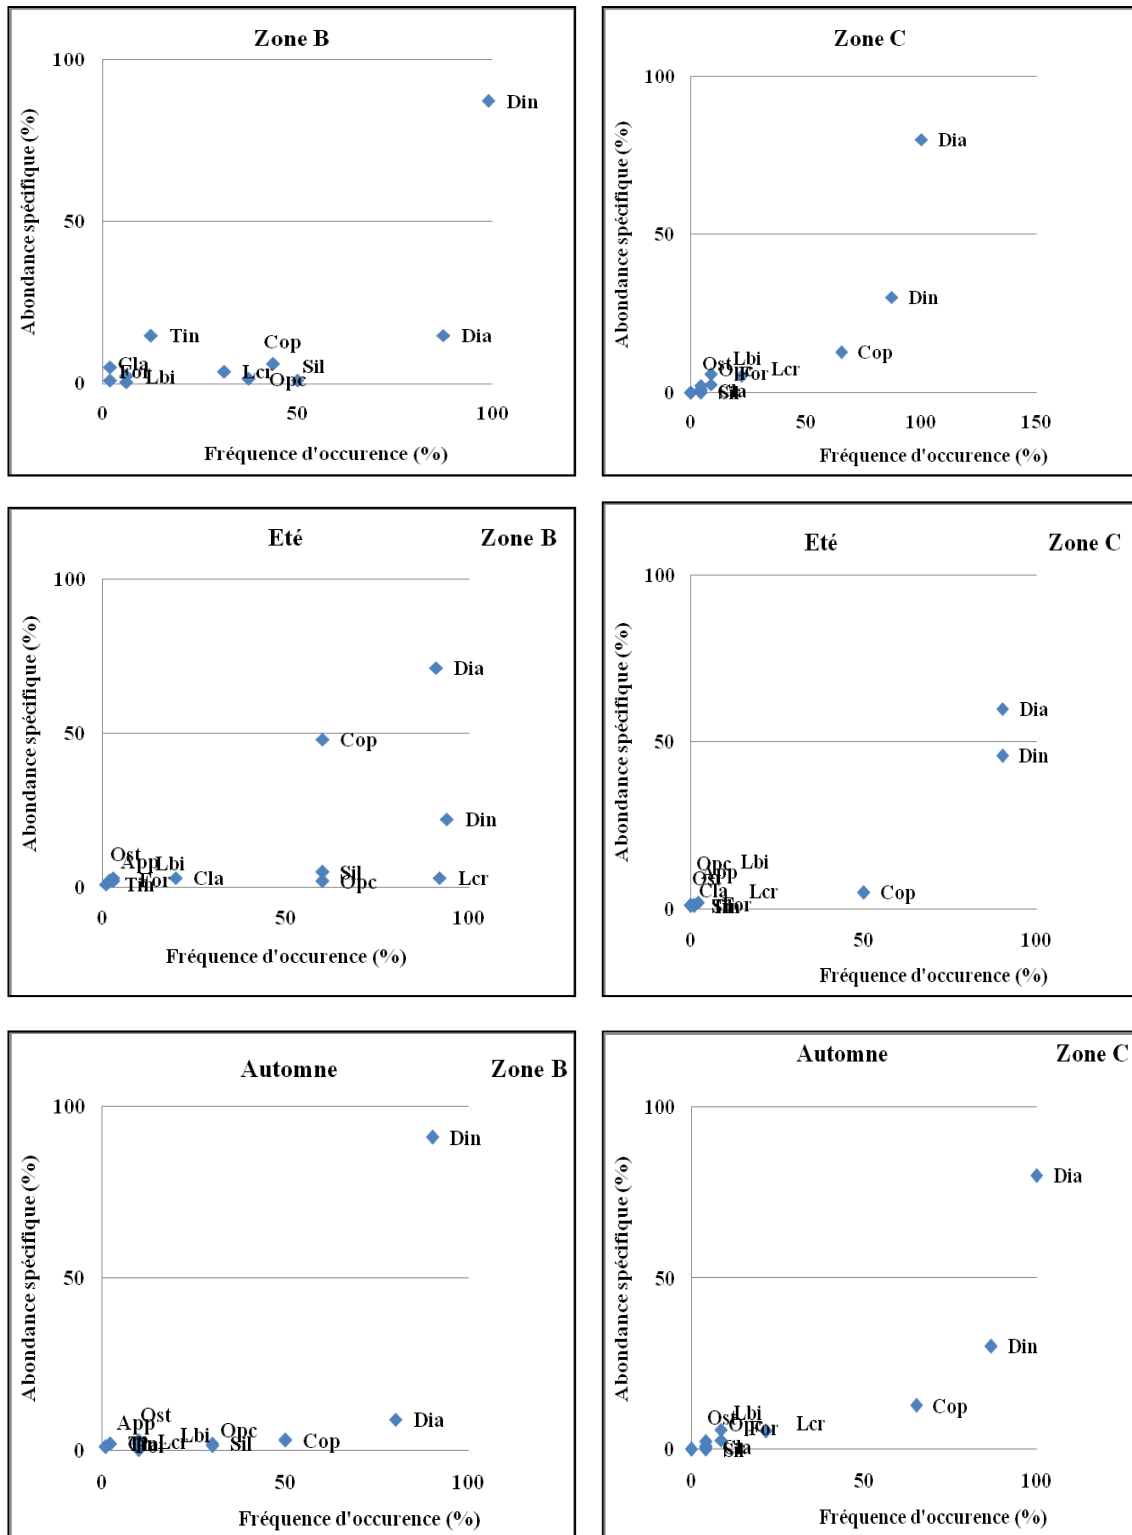 Zone B
Abondance spécifique (%)
100
50
0
Din
Tin
Cop
Dia
Cla
For
Lbi
Lcr
Opc
Sil
0 50 100
Fréquence d'occurence (%)
Zone C
Abondance spécifique (%)
100
50
0
Dia
Din
Cop
Ost
Lbi
Opc
For
Lcr
Cla
Sil
0 50 100 150
Fréquence d'occurence (%)
Eté Zone B
Abondance spécifique (%)
100
50
0
Dia
Cop
Din
Ost
App
Lbi
Tin
For
Cla
Sil
Opc
Lcr
0 50 100
Fréquence d'occurence (%)
Eté Zone C
Abondance spécifique (%)
100
50
0
Dia
Din
Opc
Lbi
App
Ost
Cla
Lcr
For
Cop
0 50 100
Fréquence d'occurence (%)
Automne Zone B
Abondance spécifique (%)
100
50
0
Din
Dia
Ost
App
Lbi
Opc
Lcr
Sil
Cop
0 50 100
Fréquence d'occurence (%)
Automne Zone C
Abondance spécifique (%)
100
50
0
Dia
Din
Cop
Ost
Lbi
Opc
For
Lcr
Cla
Sil
0 50 100
Fréquence d'occurence (%)